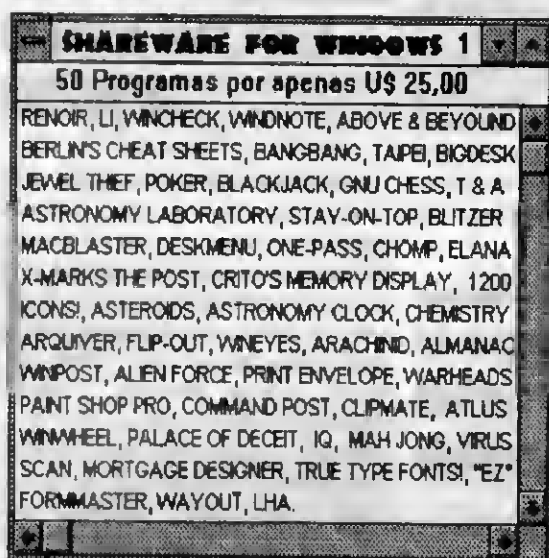 SHAREWARE FOR WINDOWS 1
50 Programas por apenas U$ 25,00
RENOIR, LI, WINCHECK, WINDNOTE, ABOVE & BEYOUND
BERLIN'S CHEAT SHEETS, BANGBANG, TAIPEI, BIGDESK
JEWEL THIEF, POKER, BLACKJACK, GNU CHESS, T & A
ASTRONOMY LABORATORY, STAY-ON-TOP, BLITZER
MACBLASTER, DESKMENU, ONE-PASS, CHOMP, ELANA
X-MARKS THE POST, CRITO'S MEMORY DISPLAY, 1200
ICONS!, ASTEROIDS, ASTRONOMY CLOCK, CHEMISTRY
ARQUIVER, FLIP-OUT, WINEYES, ARACHINID, ALMANAC
WINPOST, ALIEN FORCE, PRINT ENVELOPE, WARHEADS
PAINT SHOP PRO, COMMAND POST, CLIPMATE, ATLUS
WINWHEEL, PALACE OF DECEIT, IQ, MAH JONG, VIRUS
SCAN, MORTGAGE DESIGNER, TRUE TYPE FONTS!, "EZ"
FORMMASTER, WAYOUT, LHA.